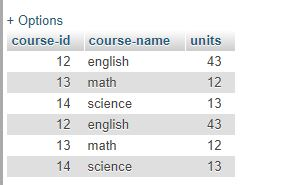 + Options
course-id course-name units
12 english 43
13 math 12
14 science 13
12 english 43
13 math 12
14 science 13